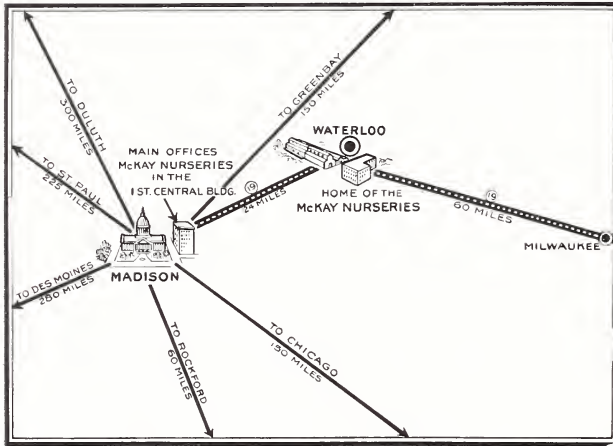 TO DULUTH
300 MILES
TO GREENBAY
150 MILES
WATERLOO
MAIN OFFICES
MCKAY NURSERIES
IN THE
1 ST. CENTRAL BLDG.
TO ST PAUL
225 MILES
19
24 MILES
HOME OF THE
MCKAY NURSERIES
19
60 MILES
MILWAUKEE
MADISON
TO DES MOINES
280 MILES
TO ROCKFORD
60 MILES
TO CHICAGO
150 MILES